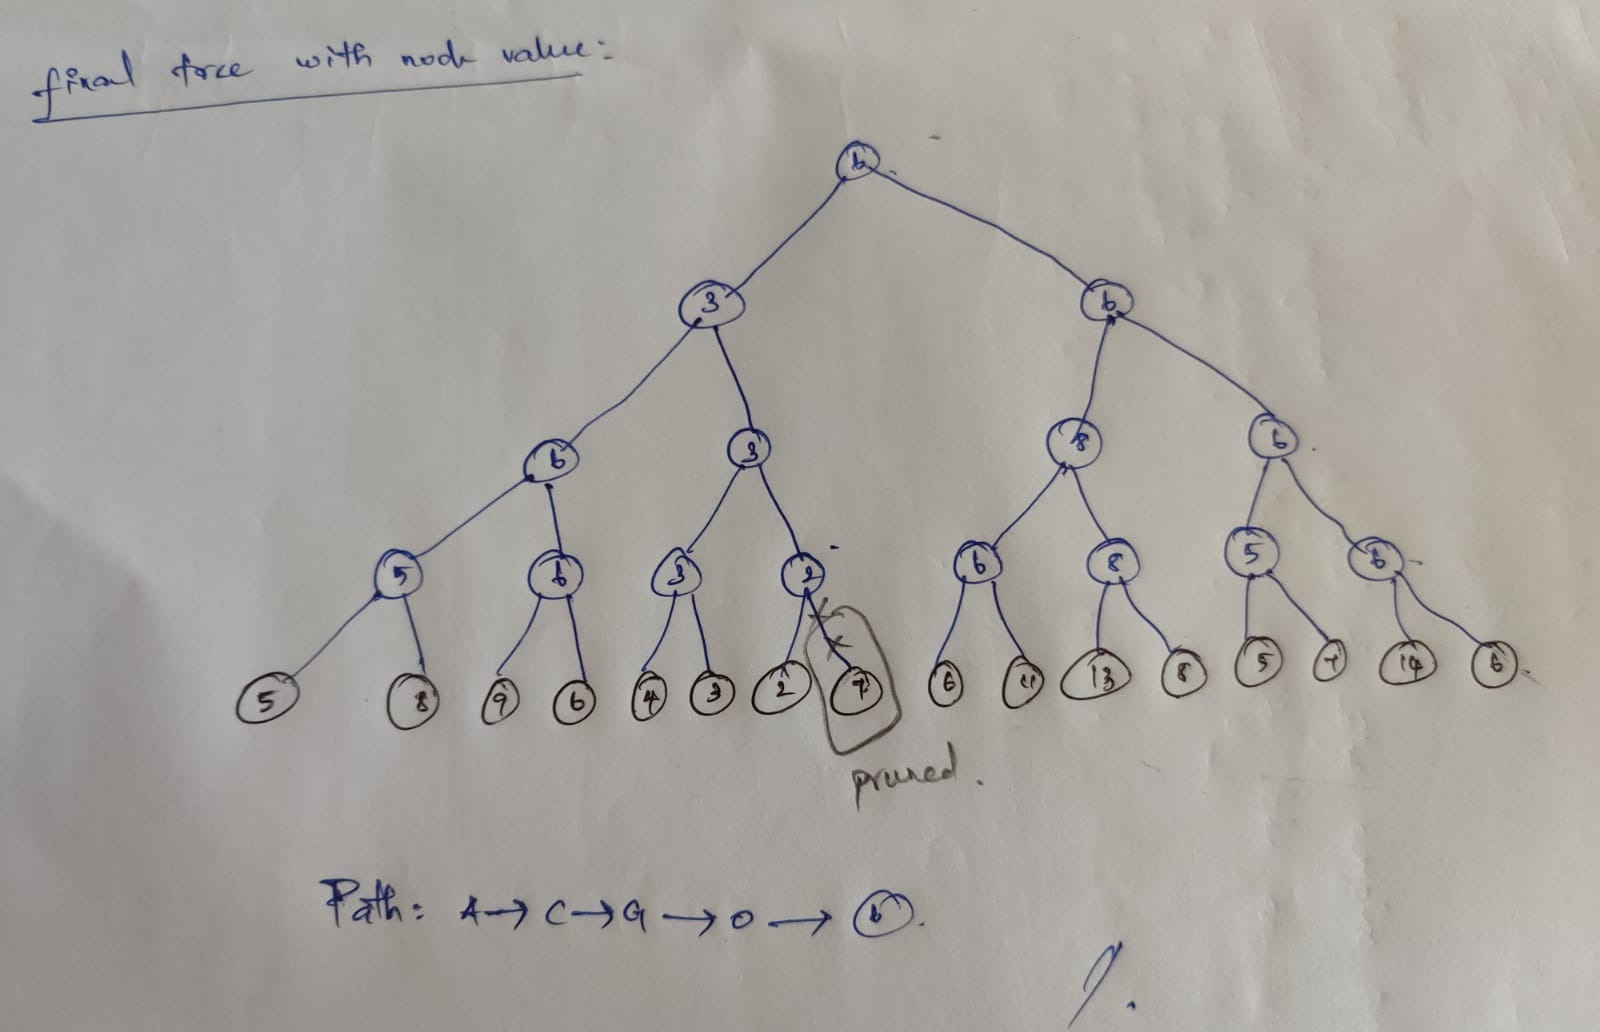 final tree with node value:
6
3 6
6 3 8 6
5 6 3 2 6 8 5 6
5 8 9 6 4 3 2 7 6 11 13 8 5 7 14 6
pruned.
Path: A → C → G → O → 6.